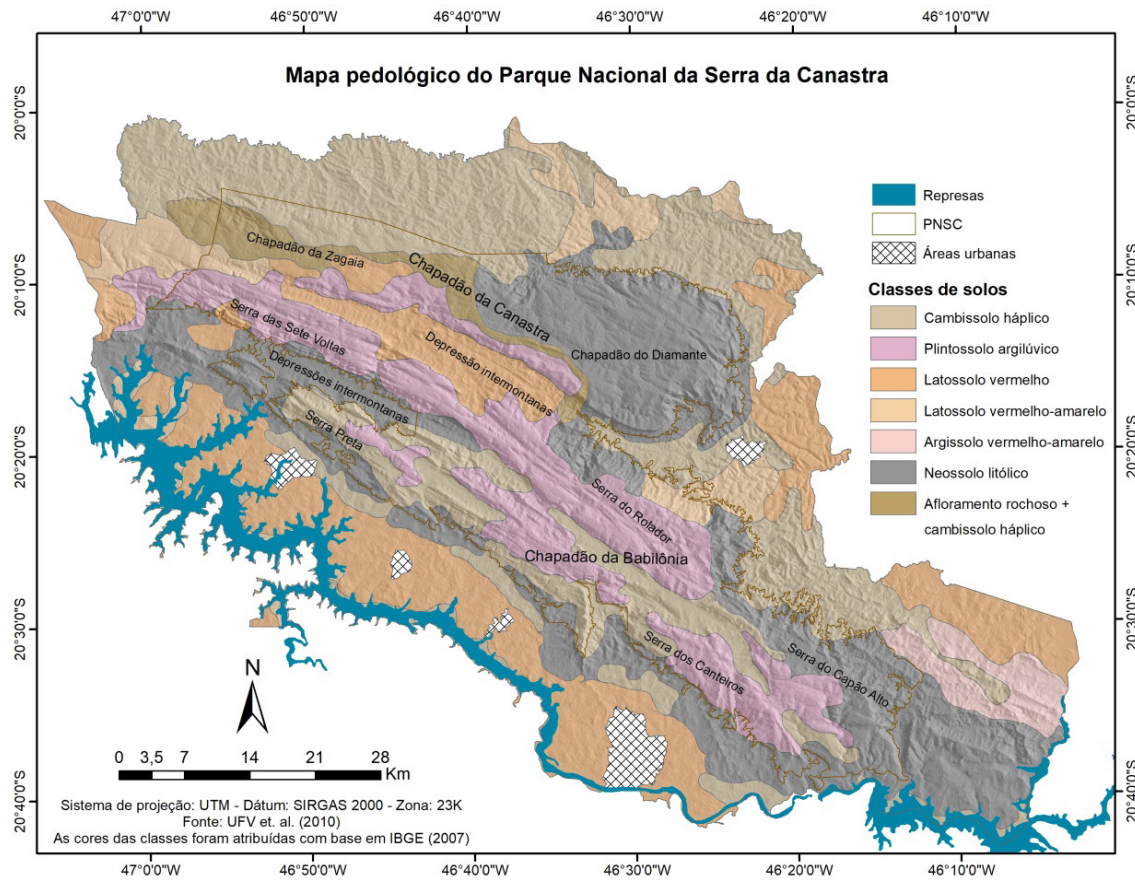 47°0'0"W 46°50'0"W 46°40'0"W 46°30'0"W 46°20'0"W 46°10'0"W
Mapa pedológico do Parque Nacional da Serra da Canastra
20°0'0"S 20°0'0"S
Represas
PNSC
Áreas urbanas
Classes de solos
Cambissolo háplico
Plintossolo argilúvico
Latossolo vermelho
Latossolo vermelho-amarelo
Argissolo vermelho-amarelo
Neossolo litólico
Afloramento rochoso +
cambissolo háplico
Chapadão da Zagaia
Chapadão da Canastra
20°10'0"S 20°10'0"S
Serra das Sete Voltas
Depressão intermontanas
Chapadão do Diamante
Depressões intermontanas
Serra Preta
20°20'0"S 20°20'0"S
Serra do Rolador
Chapadão da Babilônia
20°30'0"S 20°30'0"S
Serra dos Canteiros
Serra do Capão Alto
N
0 3,5 7 14 21 28
Km
20°40'0"S 20°40'0"S
Sistema de projeção: UTM - Dátum: SIRGAS 2000 - Zona: 23K
Fonte: UFV et. al. (2010)
As cores das classes foram atribuídas com base em IBGE (2007)
47°0'0"W 46°50'0"W 46°40'0"W 46°30'0"W 46°20'0"W 46°10'0"W